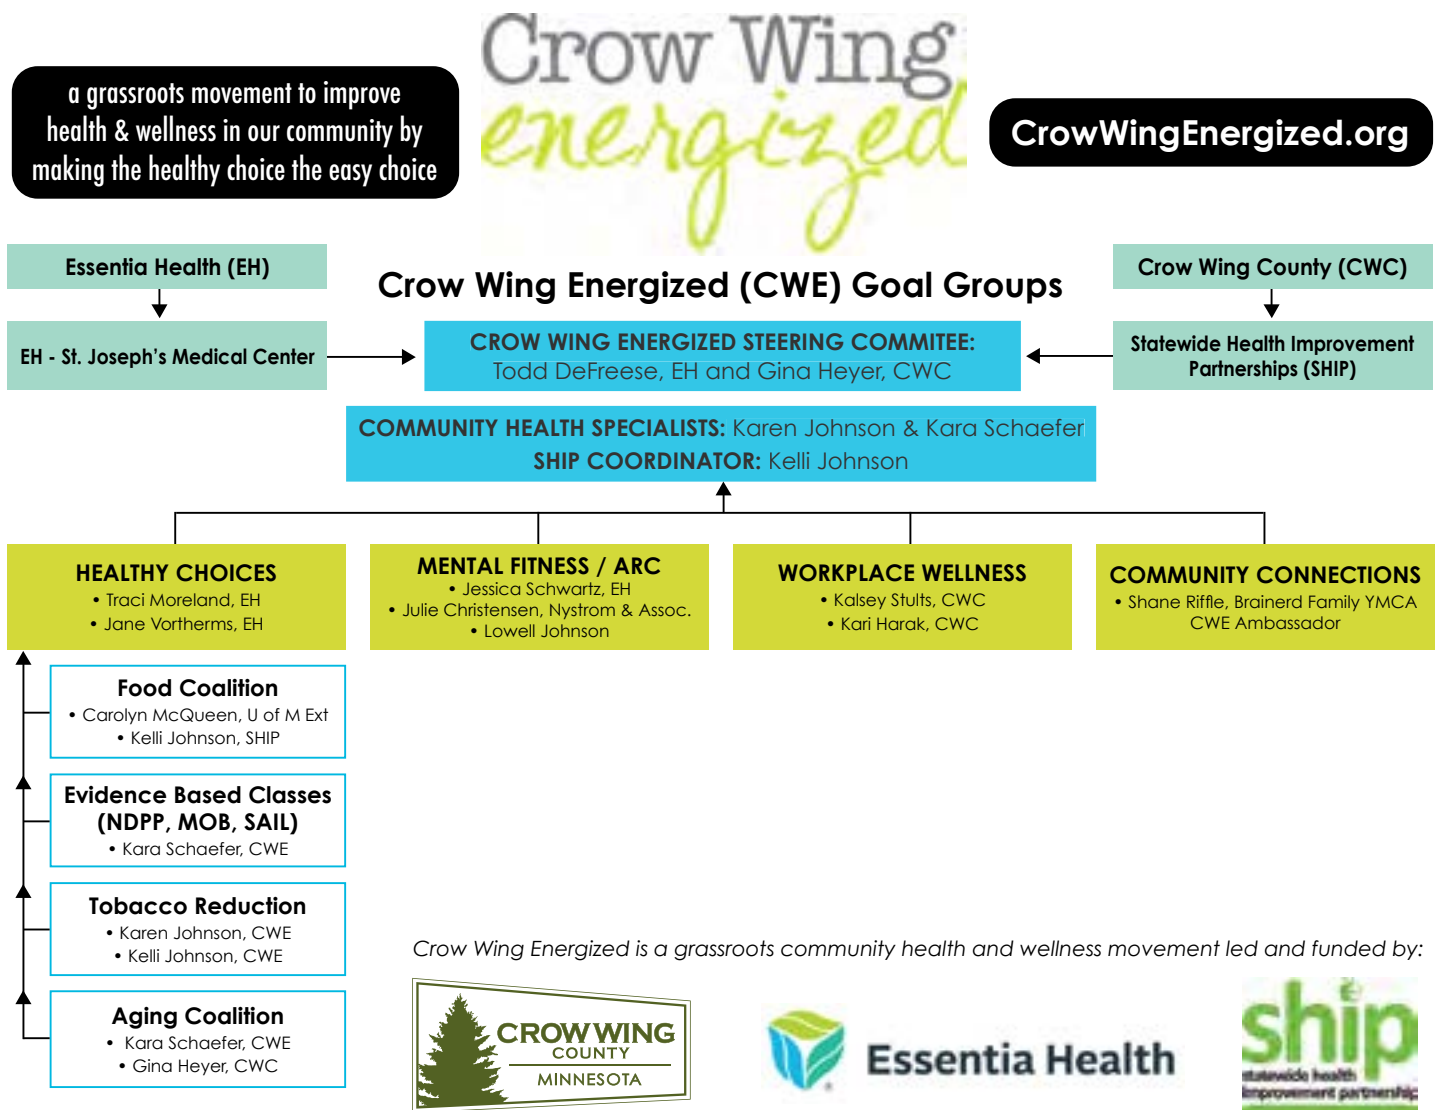 Crow Wing
energized
a grassroots movement to improve
health & wellness in our community by
making the healthy choice the easy choice
CrowWingEnergized.org
Essentia Health (EH)
EH - St. Joseph's Medical Center
Crow Wing Energized (CWE) Goal Groups
Crow Wing County (CWC)
Statewide Health Improvement
Partnerships (SHIP)
CROW WING ENERGIZED STEERING COMMITEE:
Todd DeFreese, EH and Gina Heyer, CWC
COMMUNITY HEALTH SPECIALISTS: Karen Johnson & Kara Schaefer
SHIP COORDINATOR: Kelli Johnson
HEALTHY CHOICES
• Traci Moreland, EH
• Jane Vortherms, EH
MENTAL FITNESS / ARC
• Jessica Schwartz, EH
• Julie Christensen, Nystrom & Assoc.
• Lowell Johnson
WORKPLACE WELLNESS
• Kalsey Stults, CWC
• Kari Harak, CWC
COMMUNITY CONNECTIONS
• Shane Riffle, Brainerd Family YMCA
CWE Ambassador
Food Coalition
• Carolyn McQueen, U of M Ext
• Kelli Johnson, SHIP
Evidence Based Classes
(NDPP, MOB, SAIL)
• Kara Schaefer, CWE
Tobacco Reduction
• Karen Johnson, CWE
• Kelli Johnson, CWE
Aging Coalition
• Kara Schaefer, CWE
• Gina Heyer, CWC
Crow Wing Energized is a grassroots community health and wellness movement led and funded by:
CROW WING
COUNTY
MINNESOTA
Essentia Health
ship
statewide health
improvement partnership